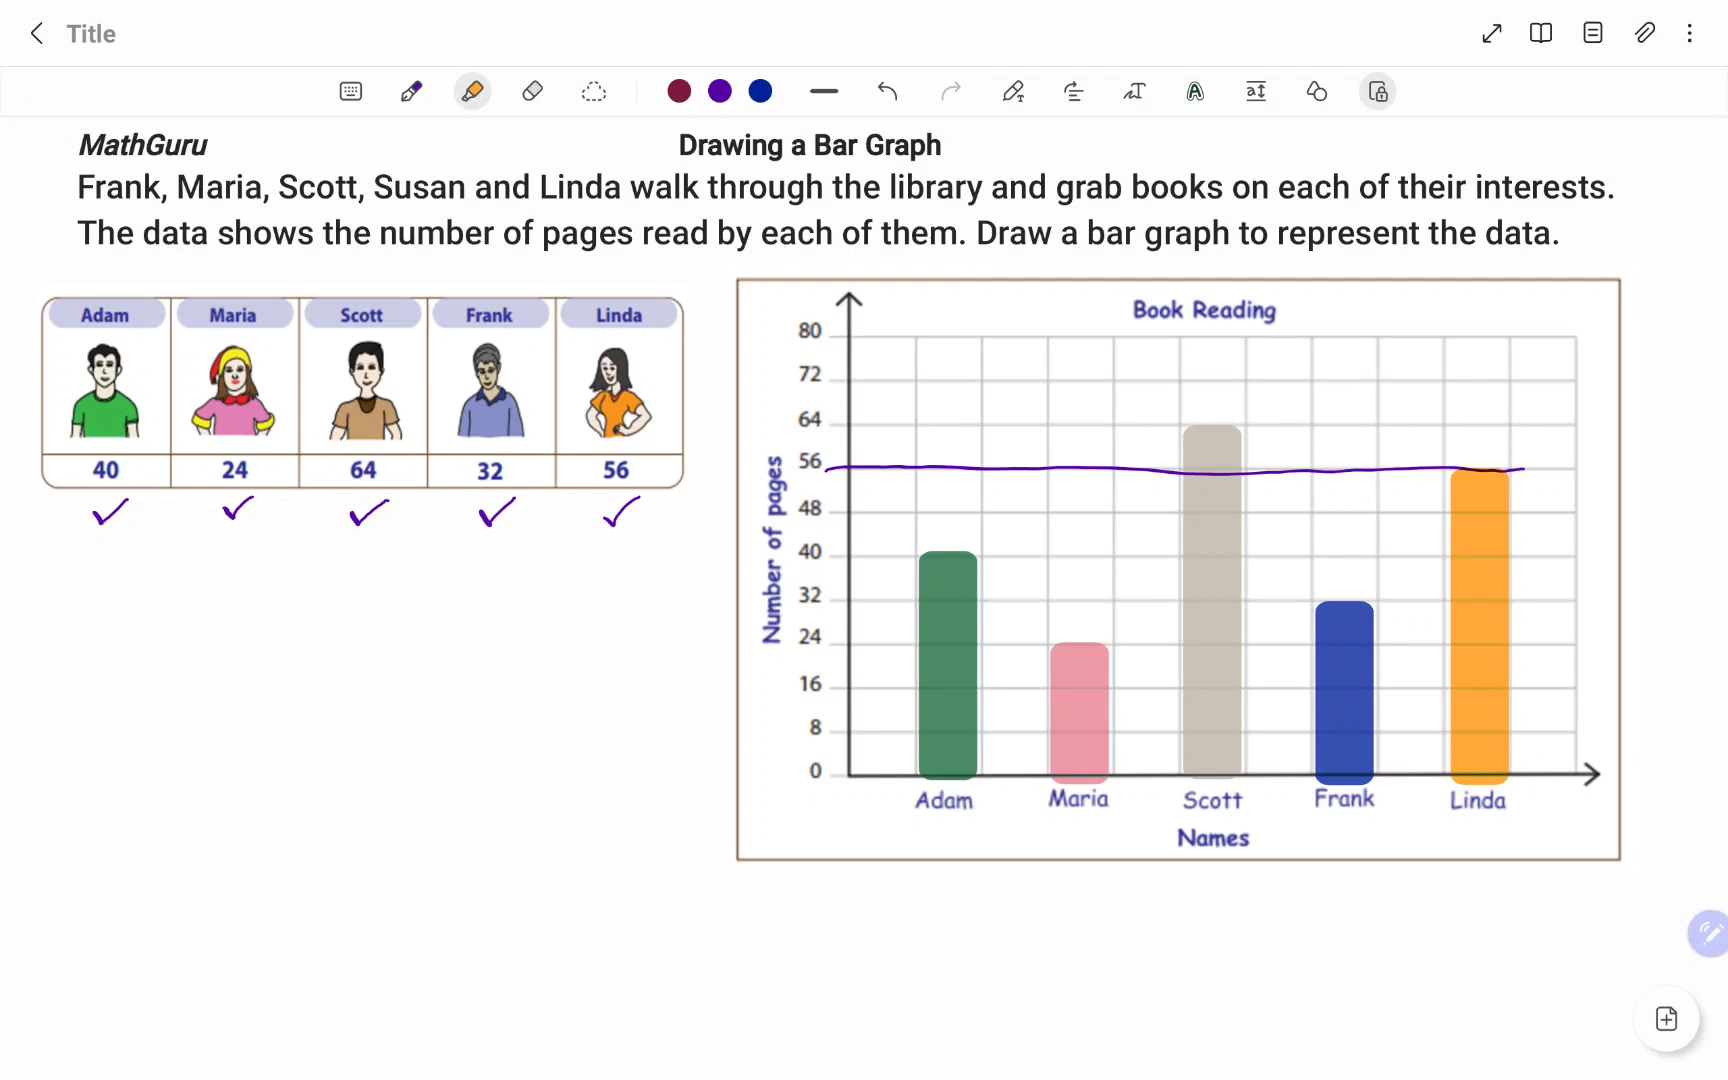 Title
MathGuru
Drawing a Bar Graph
Frank, Maria, Scott, Susan and Linda walk through the library and grab books on each of their interests.
The data shows the number of pages read by each of them. Draw a bar graph to represent the data.
Adam Maria Scott Frank Linda
40 24 64 32 56
Book Reading
Number of pages
80
72
64
56
48
40
32
24
16
8
0
Adam Maria Scott Frank Linda
Names